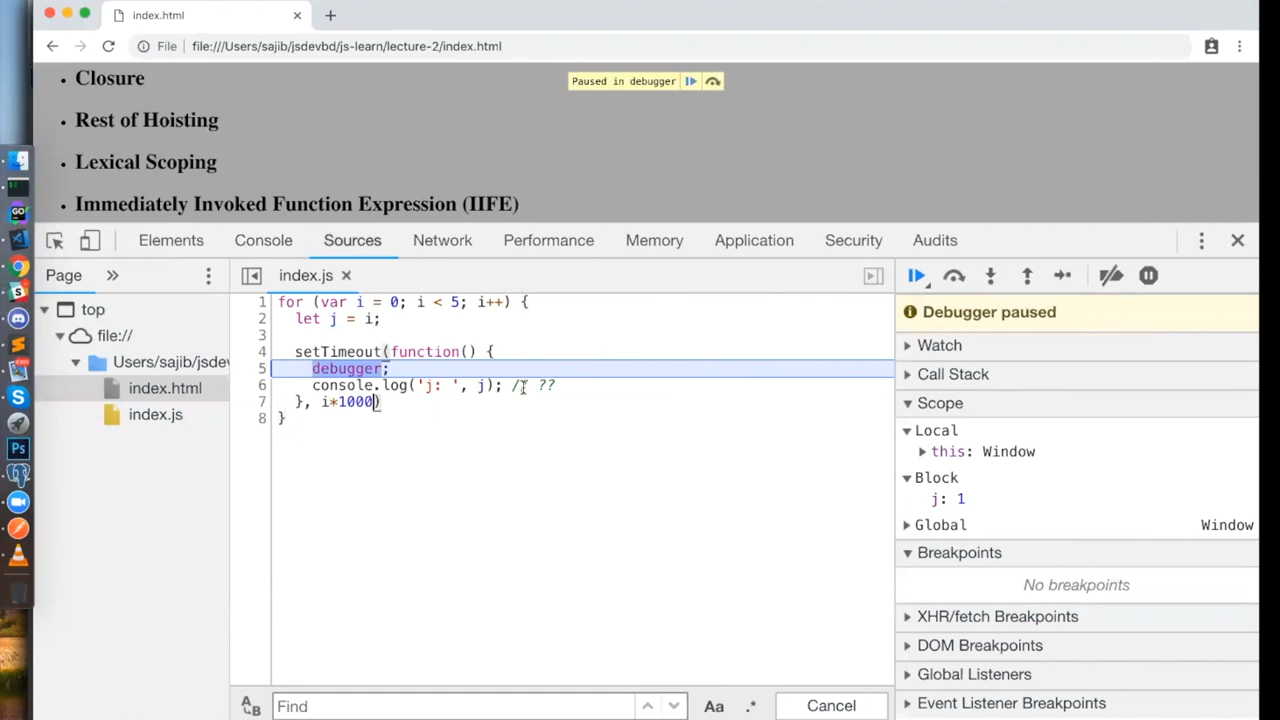 index.html
File file:///Users/sajib/jsdevbd/js-learn/lecture-2/index.html
Closure
Paused in debugger
Rest of Hoisting
Lexical Scoping
Immediately Invoked Function Expression (IIFE)
Elements Console Sources Network Performance Memory Application Security Audits
Page
index.js
top
file://
Users/sajib/jsdev
index.html
index.js
1 for (var i = 0; i < 5; i++) {
2 let j = i;
3
4 setTimeout(function() {
5 debugger;
6 console.log('j: ', j); // ??
7 }, i*1000)
8 }
Debugger paused
Watch
Call Stack
Scope
Local
this: Window
Block
j: 1
Global Window
Breakpoints
No breakpoints
XHR/fetch Breakpoints
DOM Breakpoints
Global Listeners
Event Listener Breakpoints
Find
Aa .* Cancel
GO
Ps